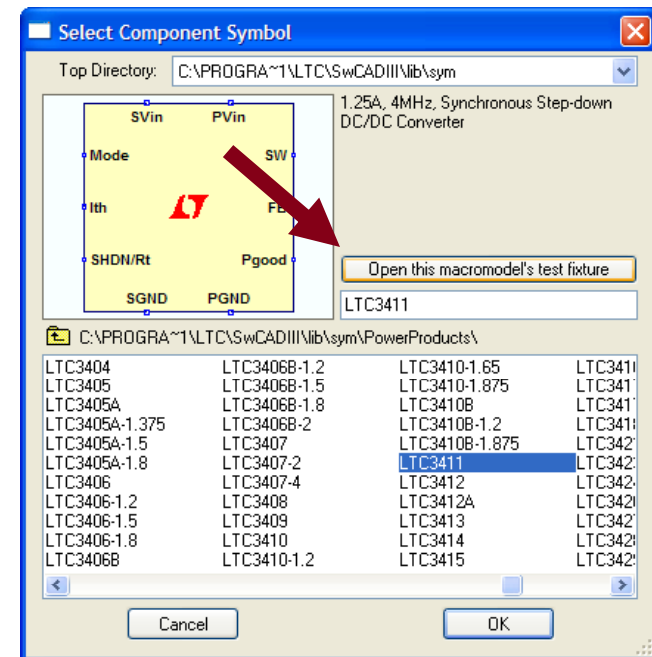 Select Component Symbol
Top Directory: C:\PROGRA~1\LTC\SwCADIII\lib\sym
1.25A, 4MHz, Synchronous Step-down
DC/DC Converter
SVin PVin
Mode SW
Ith
SHDN/Rt Pgood
SGND PGND
Open this macromodel's test fixture
LTC3411
C:\PROGRA~1\LTC\SwCADIII\lib\sym\PowerProducts\
LTC3404 LTC3406B-1.2 LTC3410-1.65
LTC3405 LTC3406B-1.5 LTC3410-1.875
LTC3405A LTC3406B-1.8 LTC3410B
LTC3405A-1.375 LTC3406B-2 LTC3410B-1.2
LTC3405A-1.5 LTC3407 LTC3410B-1.875
LTC3405A-1.8 LTC3407-2 LTC3411
LTC3406 LTC3407-4 LTC3412
LTC3406-1.2 LTC3408 LTC3412A
LTC3406-1.5 LTC3409 LTC3413
LTC3406-1.8 LTC3410 LTC3414
LTC3406B LTC3410-1.2 LTC3415
Cancel OK